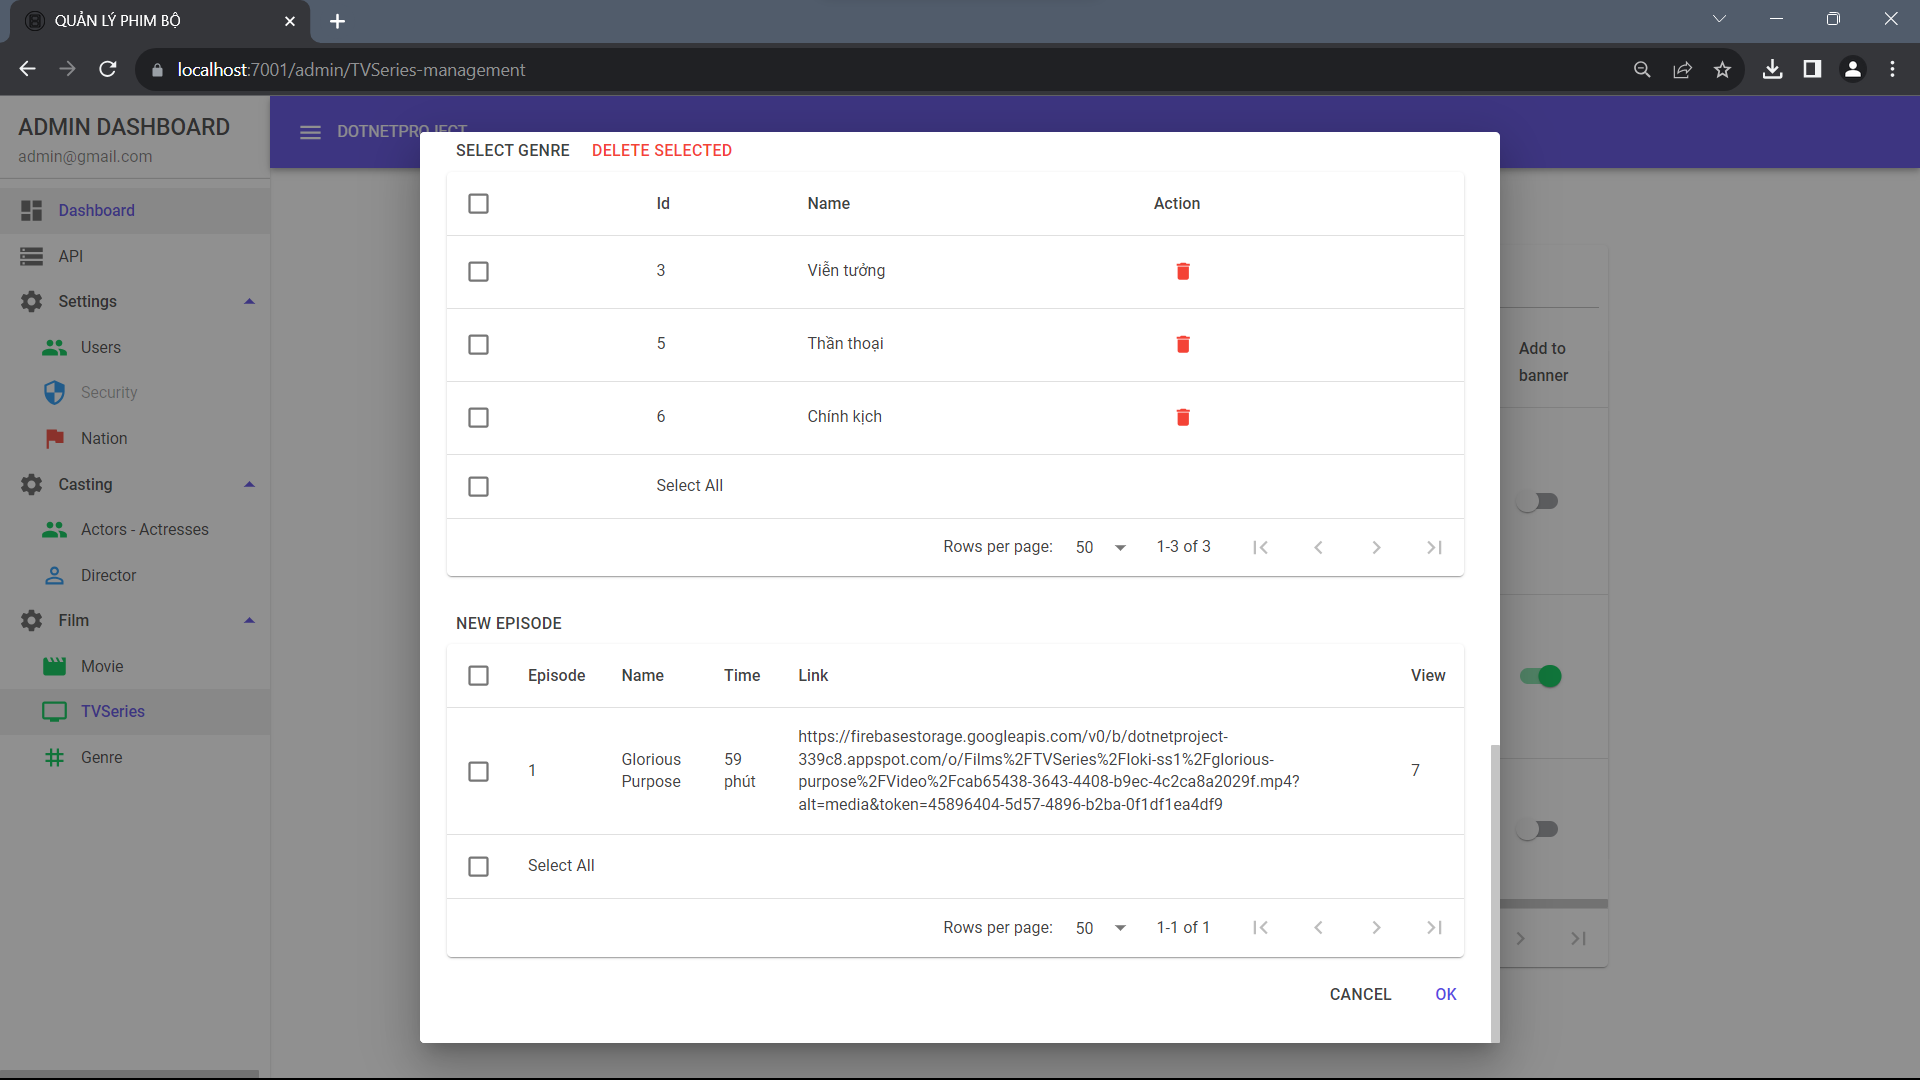 QUẢN LÝ PHIM BỘ
localhost:7001/admin/TVSeries-management
ADMIN DASHBOARD
admin@gmail.com
Dashboard
API
Settings
Users
Security
Nation
Casting
Actors - Actresses
Director
Film
Movie
TVSeries
Genre
DOTNETPROJECT
SELECT GENRE DELETE SELECTED
Id Name Action
3 Viễn tưởng
5 Thần thoại
6 Chính kịch
Select All
Rows per page: 50 1-3 of 3
NEW EPISODE
Episode Name Time Link View
1
Glorious
Purpose
59
phút
https://firebasestorage.googleapis.com/v0/b/dotnetproject-
339c8.appspot.com/o/Films%2FTVSeries%2Floki-ss1%2Fglorious-
purpose%2FVideo%2Fcab65438-3643-4408-b9ec-4c2ca8a2029f.mp4?
alt=media&token=45896404-5d57-4896-b2ba-0f1df1ea4df9
7
Select All
Rows per page: 50 1-1 of 1
CANCEL OK
Add to
banner